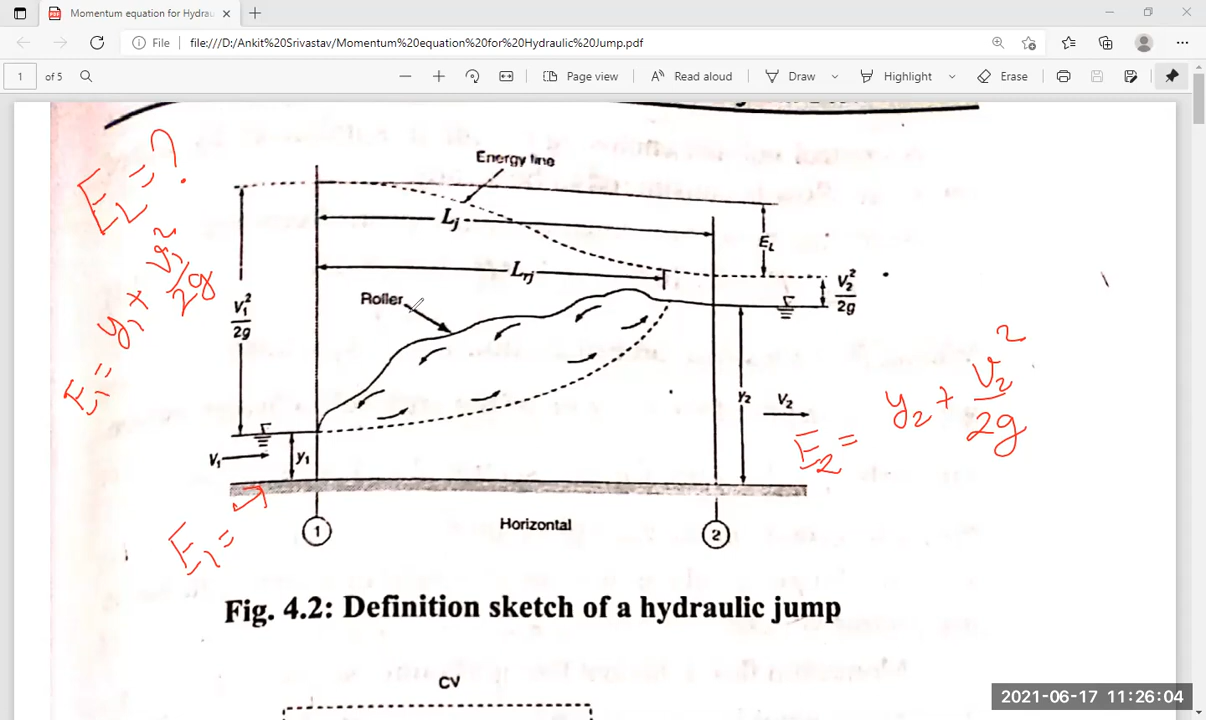 Momentum equation for Hydrau
File
file:///D:/Ankit%20Srivastav/Momentum%20equation%20for%20Hydraulic%20Jump.pdf
1 of 5
Page view
Read aloud
Draw
Highlight
Erase
Energy line
Lj
EL
Lrj
Roller
V1²/2g
V2²/2g
y2
V2
V1
y1
1
2
Horizontal
E1 = y1 + v1²/2g
E2 = y2 + v2²/2g
E1 =
Fig. 4.2: Definition sketch of a hydraulic jump
CV
2021-06-17 11:26:04